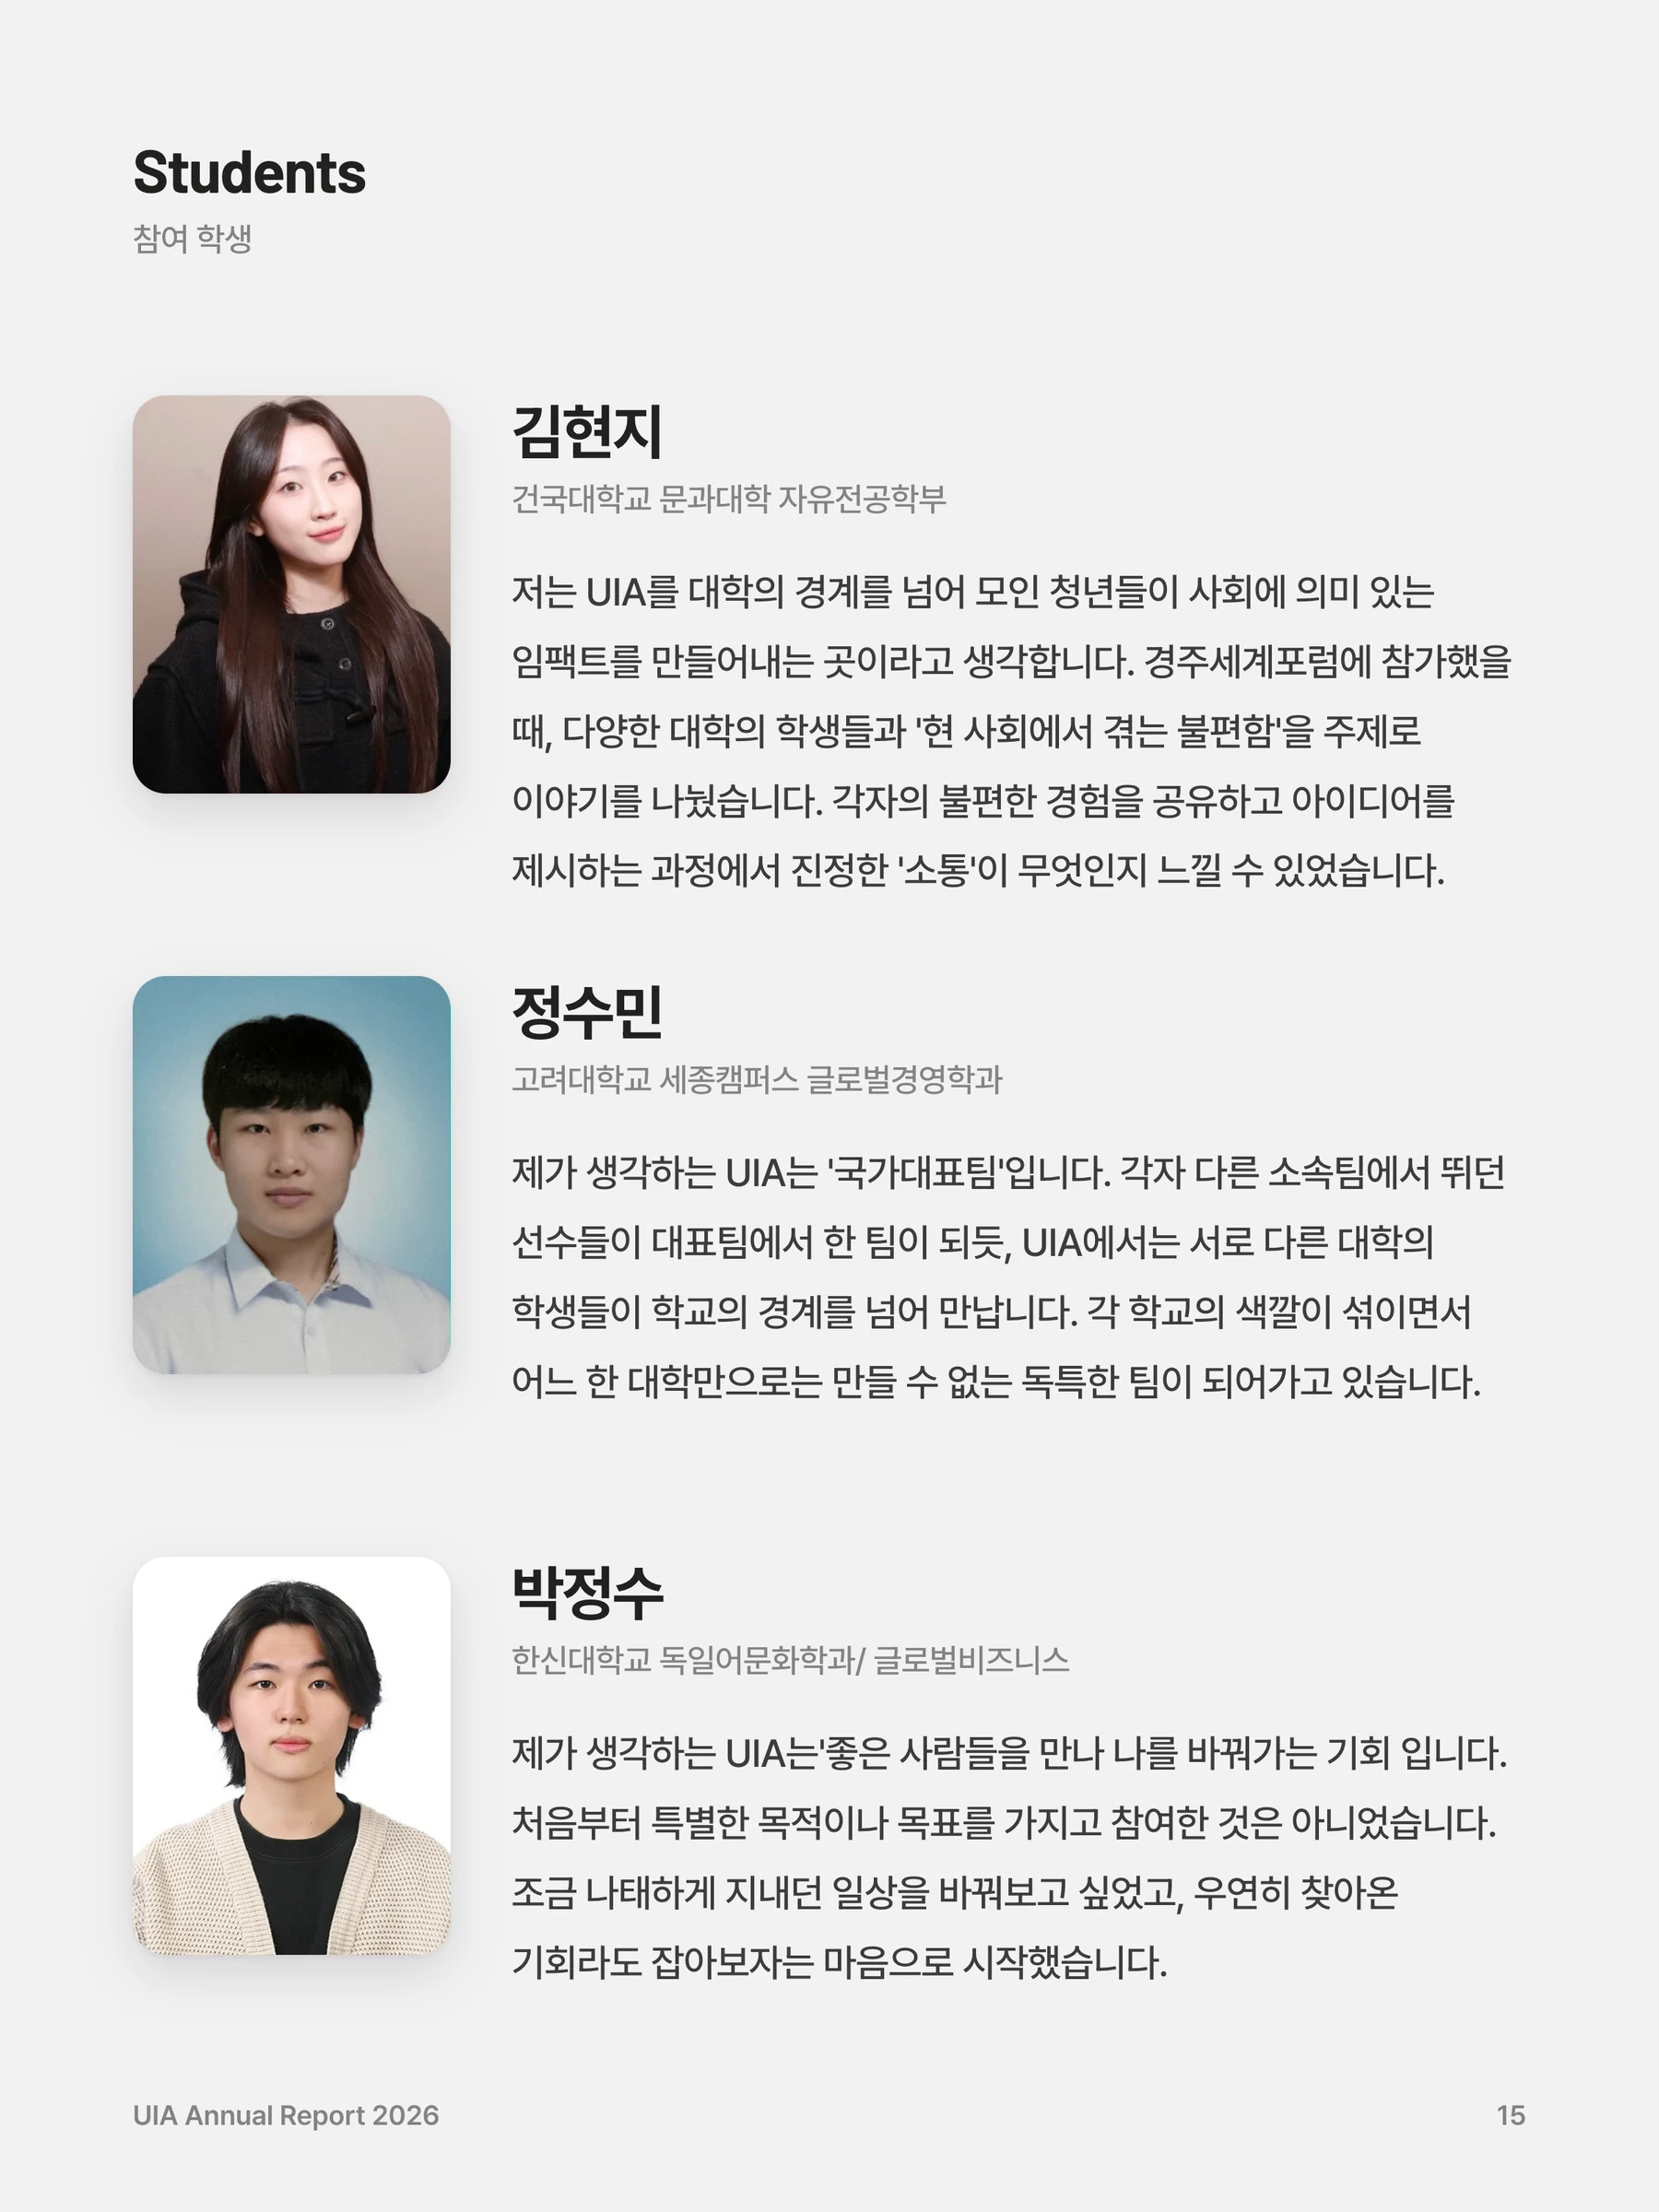 Students
참여 학생
김현지
건국대학교 문과대학 자유전공학부
저는 UIA를 대학의 경계를 넘어 모인 청년들이 사회에 의미 있는
임팩트를 만들어내는 곳이라고 생각합니다. 경주세계포럼에 참가했을
때, 다양한 대학의 학생들과 '현 사회에서 겪는 불편함'을 주제로
이야기를 나눴습니다. 각자의 불편한 경험을 공유하고 아이디어를
제시하는 과정에서 진정한 '소통'이 무엇인지 느낄 수 있었습니다.
정수민
고려대학교 세종캠퍼스 글로벌경영학과
제가 생각하는 UIA는 '국가대표팀'입니다. 각자 다른 소속팀에서 뛰던
선수들이 대표팀에서 한 팀이 되듯, UIA에서는 서로 다른 대학의
학생들이 학교의 경계를 넘어 만납니다. 각 학교의 색깔이 섞이면서
어느 한 대학만으로는 만들 수 없는 독특한 팀이 되어가고 있습니다.
박정수
한신대학교 독일어문화학과/ 글로벌비즈니스
제가 생각하는 UIA는'좋은 사람들을 만나 나를 바꿔가는 기회 입니다.
처음부터 특별한 목적이나 목표를 가지고 참여한 것은 아니었습니다.
조금 나태하게 지내던 일상을 바꿔보고 싶었고, 우연히 찾아온
기회라도 잡아보자는 마음으로 시작했습니다.
UIA Annual Report 2026
15